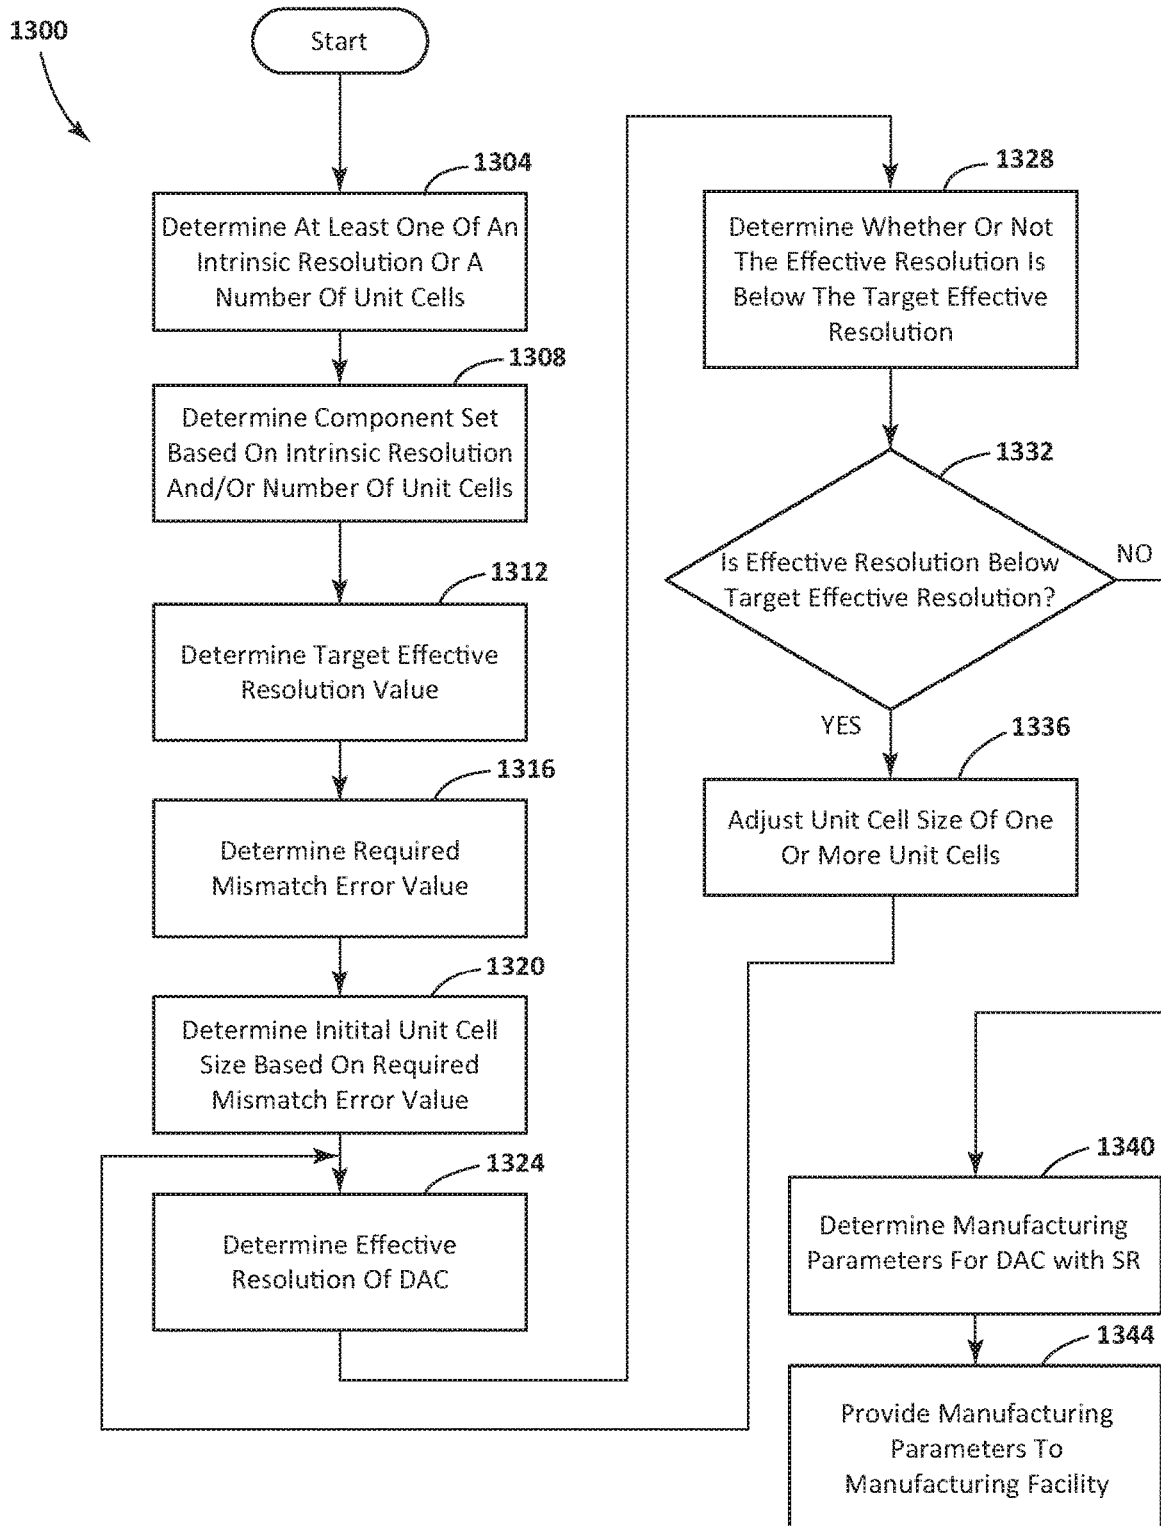 1300
Start
1304
Determine At Least One Of An
Intrinsic Resolution Or A
Number Of Unit Cells
1308
Determine Component Set
Based On Intrinsic Resolution
And/Or Number Of Unit Cells
1312
Determine Target Effective
Resolution Value
1316
Determine Required
Mismatch Error Value
1320
Determine Initital Unit Cell
Size Based On Required
Mismatch Error Value
1324
Determine Effective
Resolution Of DAC
1328
Determine Whether Or Not
The Effective Resolution Is
Below The Target Effective
Resolution
1332
Is Effective Resolution Below
Target Effective Resolution?
NO
YES
1336
Adjust Unit Cell Size Of One
Or More Unit Cells
1340
Determine Manufacturing
Parameters For DAC with SR
1344
Provide Manufacturing
Parameters To
Manufacturing Facility